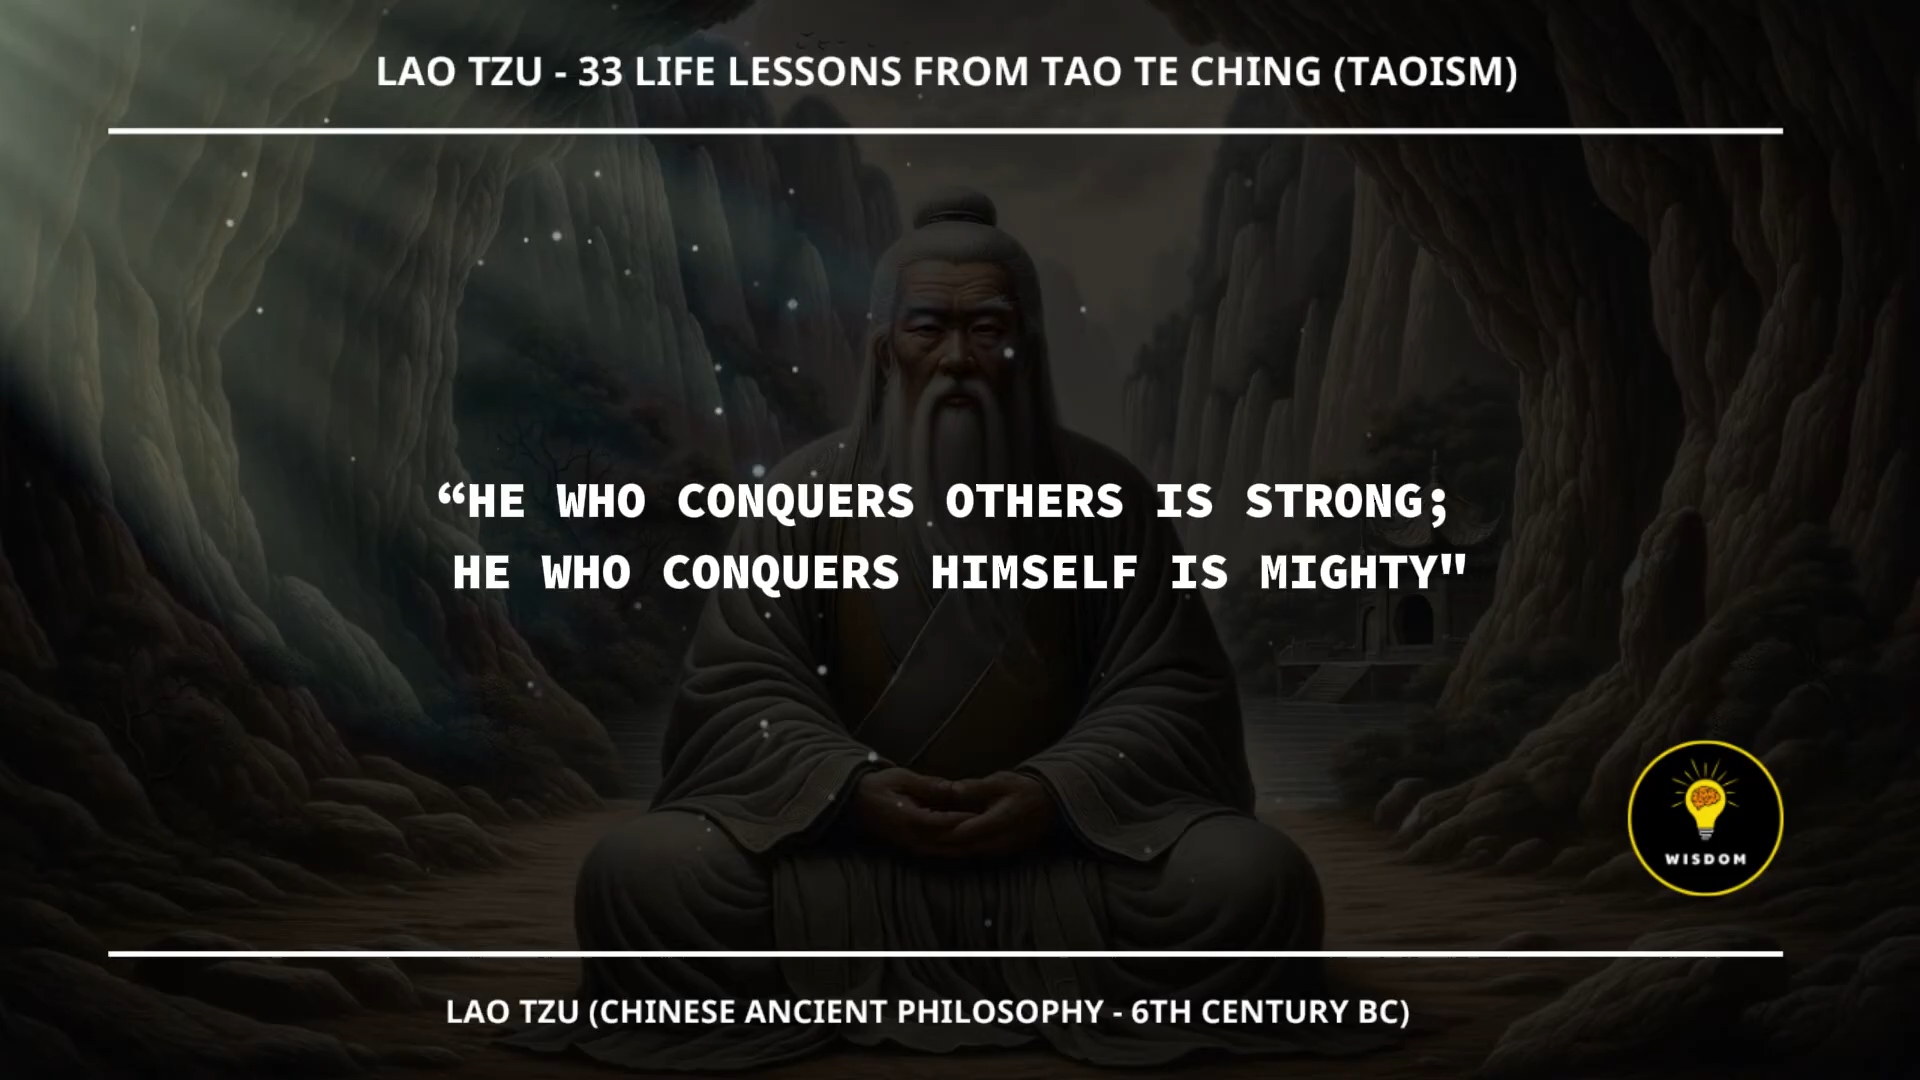 LAO TZU - 33 LIFE LESSONS FROM TAO TE CHING (TAOISM)
“HE WHO CONQUERS OTHERS IS STRONG;
HE WHO CONQUERS HIMSELF IS MIGHTY"
WISDOM
LAO TZU (CHINESE ANCIENT PHILOSOPHY - 6TH CENTURY BC)